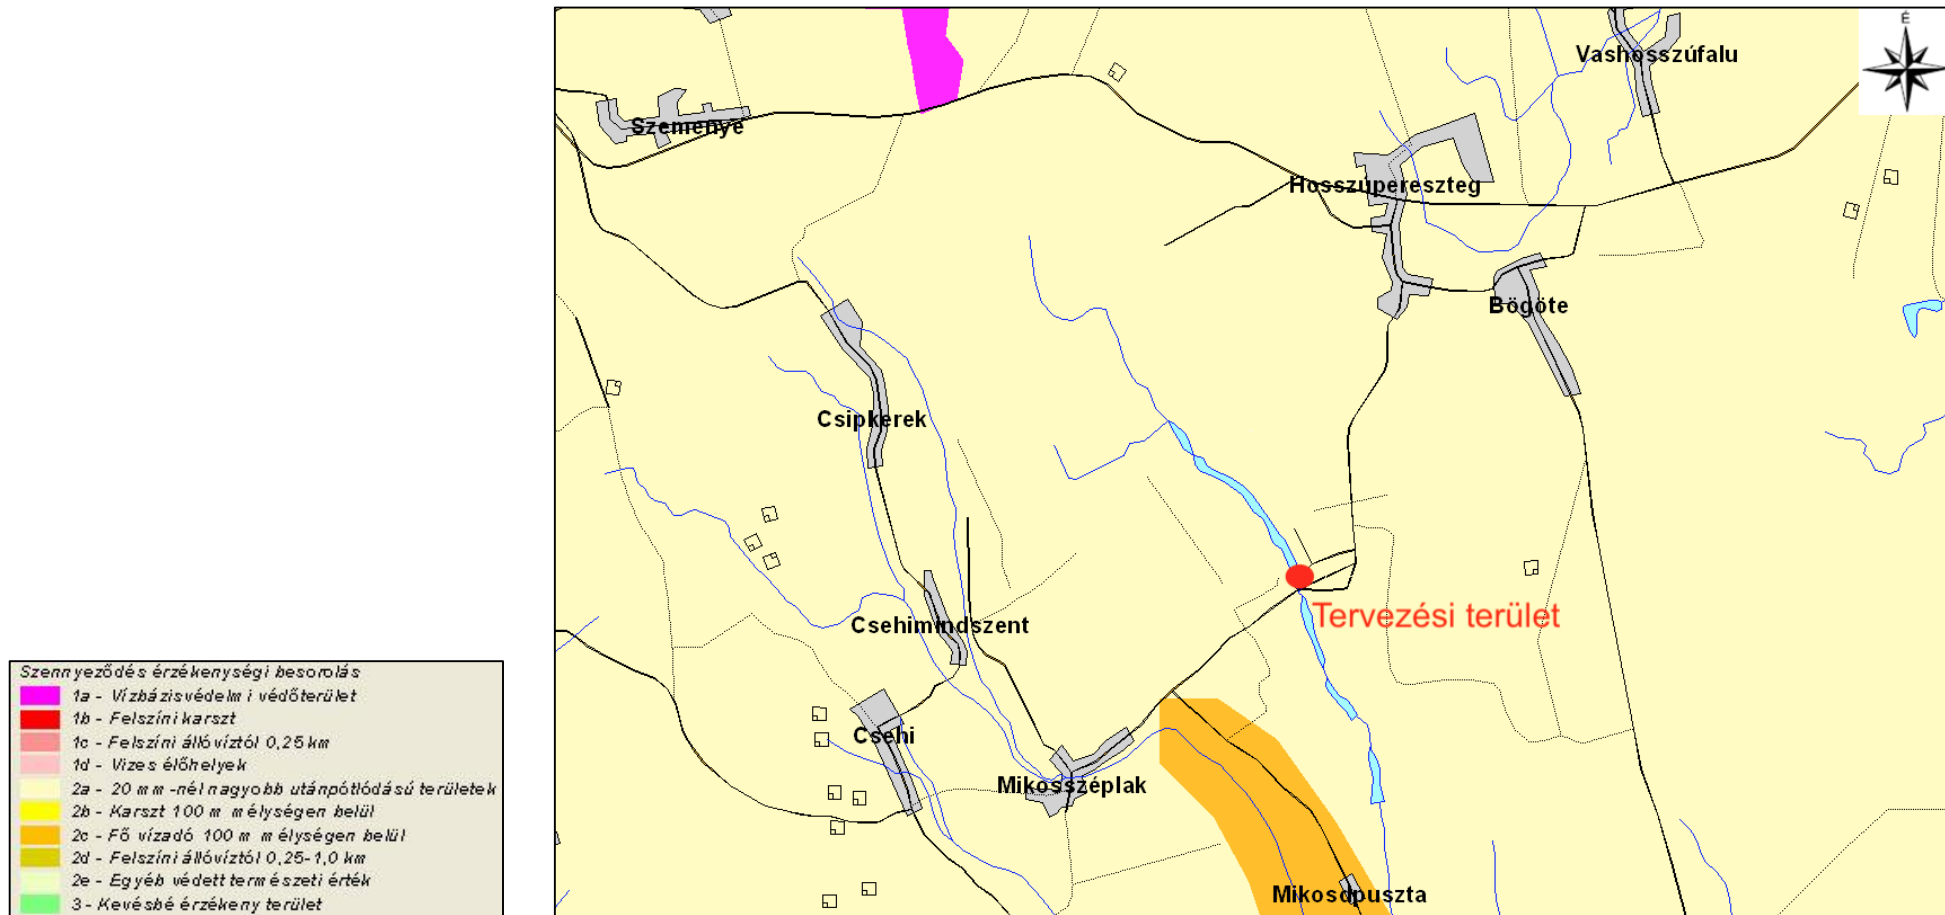 É
Vashosszúfalu
Szemenye
Hosszúpereszteg
Bögöte
Csipkerek
Tervezési terület
Csehimindszent
Csehi
Mikosszéplak
Mikosdpuszta
Szennyeződés érzékenységi besorolás
1a - Vízbázisvédelmi védőterület
1b - Felszíni karszt
1c - Felszíni állóvíztől 0,25 km
1d - Vizes élőhelyek
2a - 20 mm-nél nagyobb utánpótlódású területek
2b - Karszt 100 m mélységen belül
2c - Fő vízadó 100 m mélységen belül
2d - Felszíni állóvíztől 0,25-1,0 km
2e - Egyéb védett természeti érték
3 - Kevésbé érzékeny terület